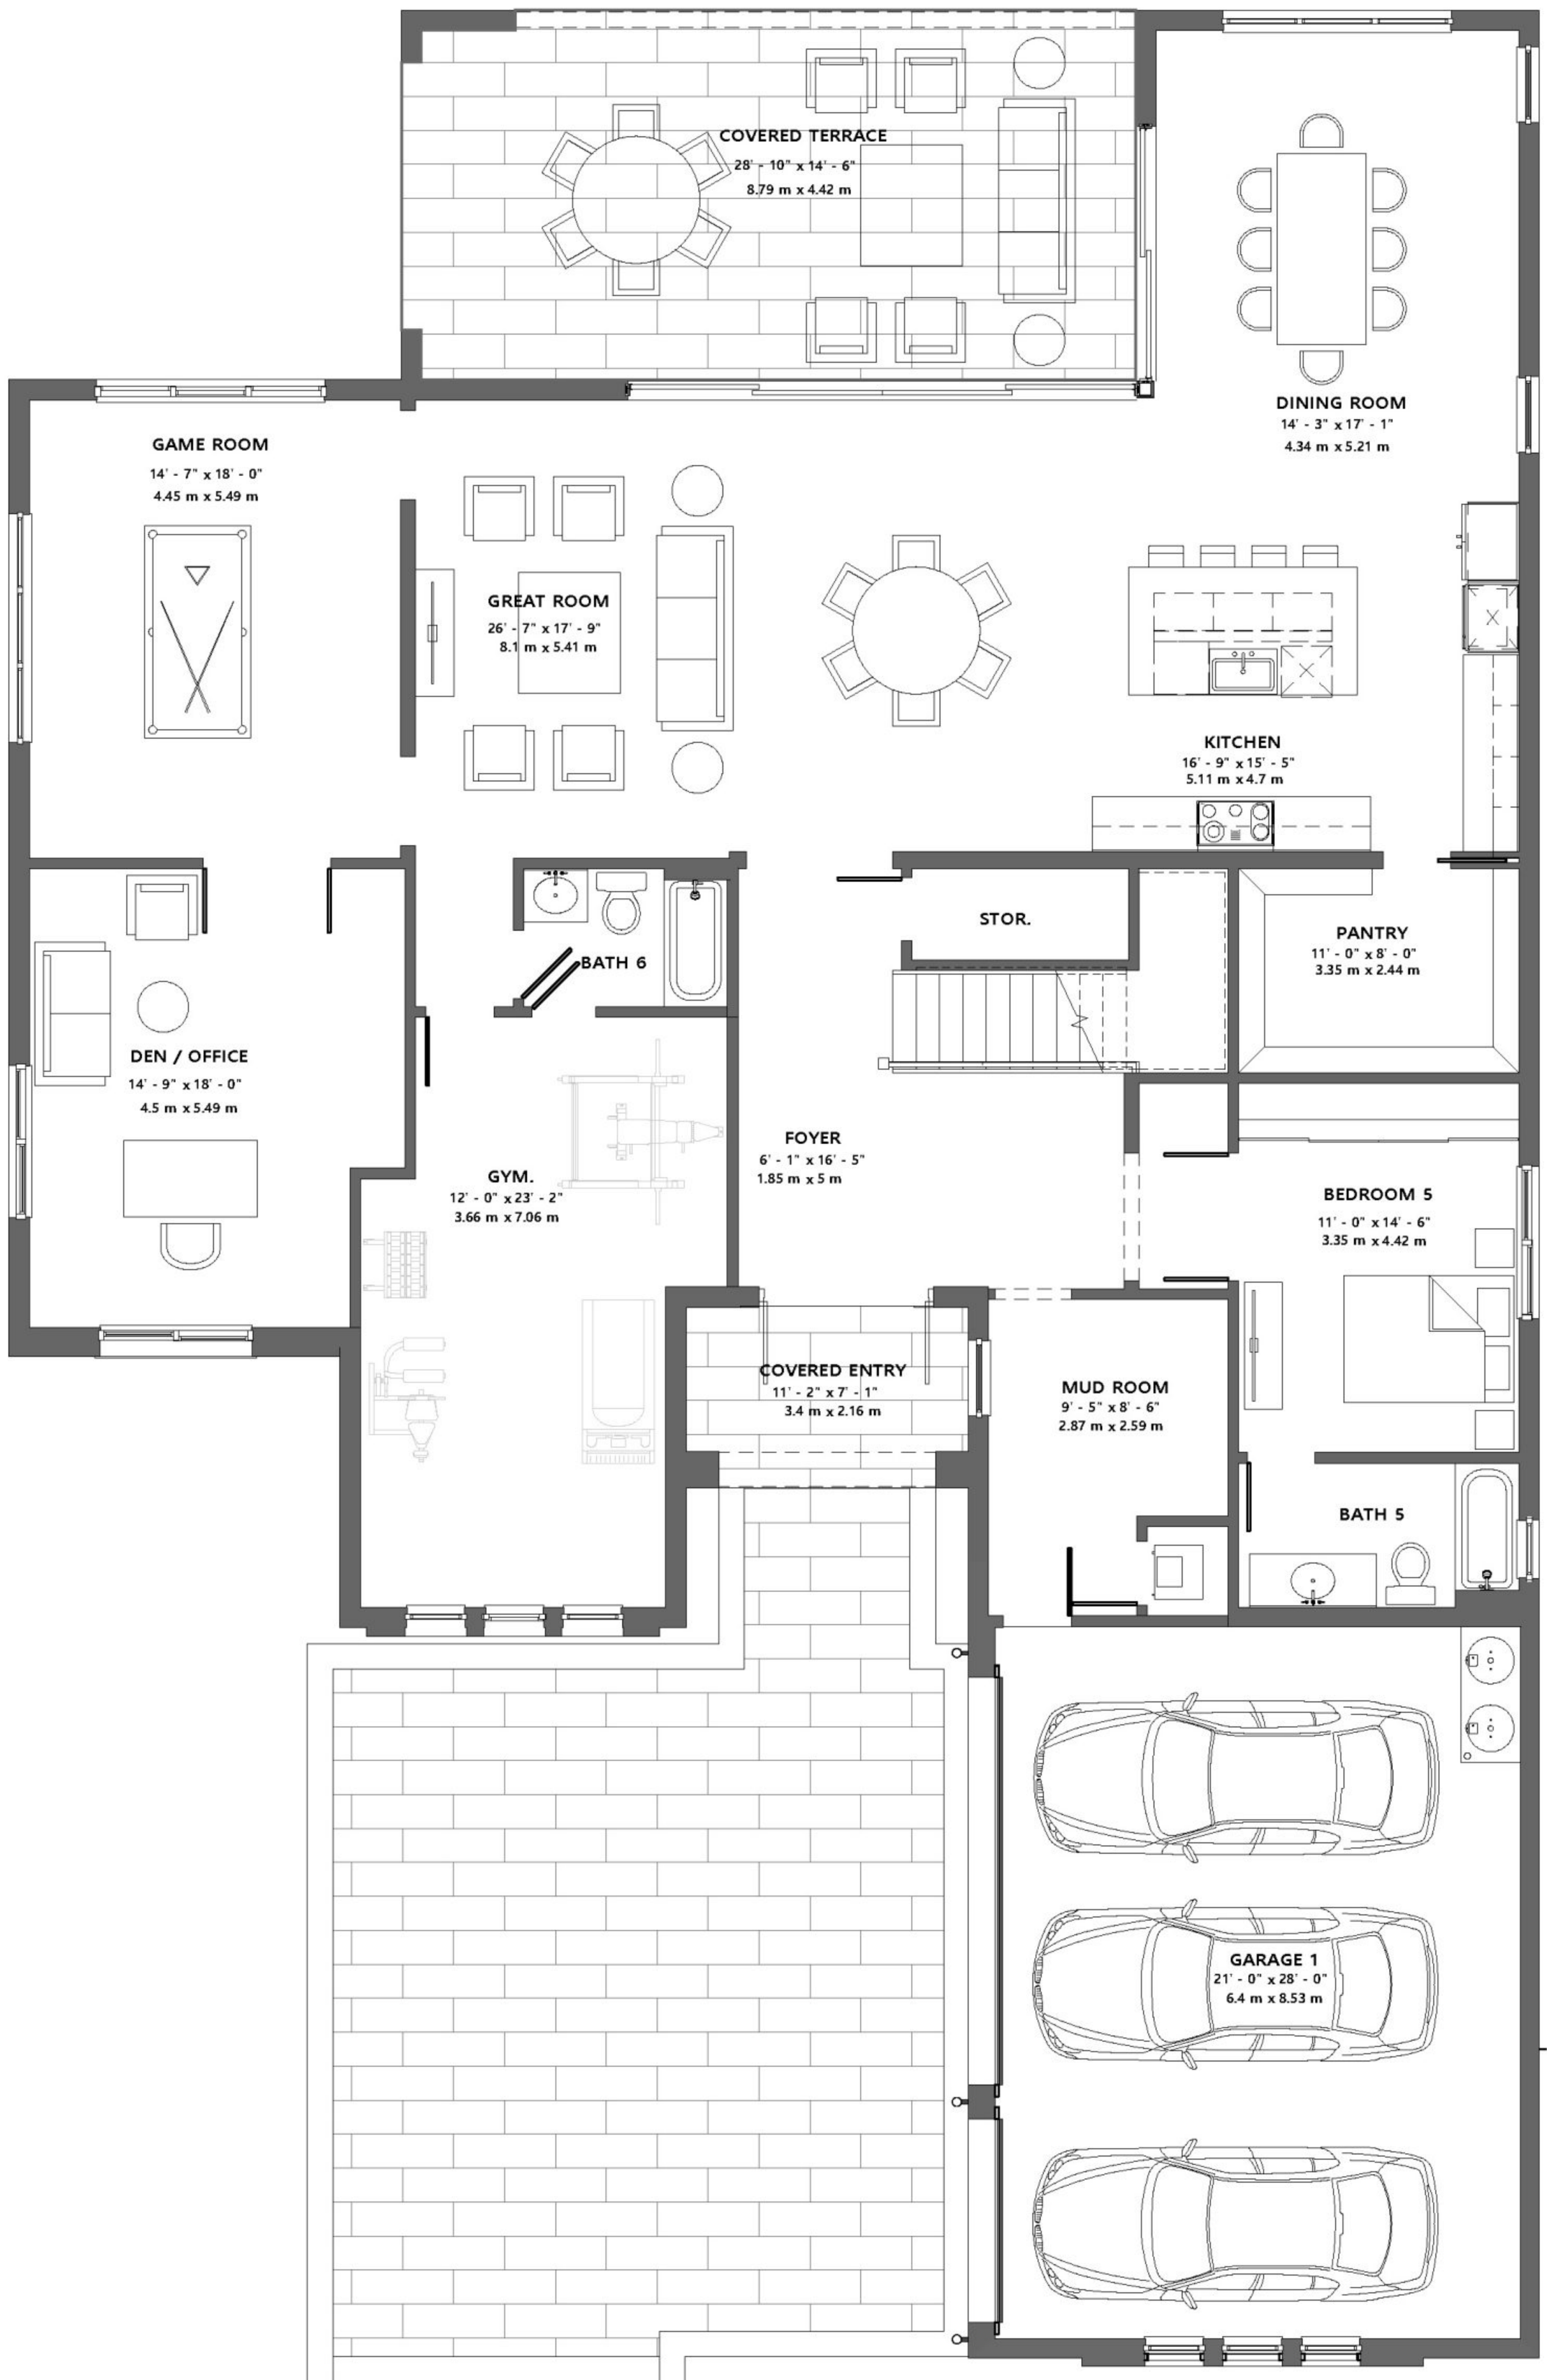 COVERED TERRACE
28' - 10" x 14' - 6"
8.79 m x 4.42 m
DINING ROOM
14' - 3" x 17' - 1"
4.34 m x 5.21 m
GAME ROOM
14' - 7" x 18' - 0"
4.45 m x 5.49 m
GREAT ROOM
26' - 7" x 17' - 9"
8.1 m x 5.41 m
KITCHEN
16' - 9" x 15' - 5"
5.11 m x 4.7 m
STOR.
PANTRY
11' - 0" x 8' - 0"
3.35 m x 2.44 m
BATH 6
DEN / OFFICE
14' - 9" x 18' - 0"
4.5 m x 5.49 m
FOYER
6' - 1" x 16' - 5"
1.85 m x 5 m
GYM.
12' - 0" x 23' - 2"
3.66 m x 7.06 m
BEDROOM 5
11' - 0" x 14' - 6"
3.35 m x 4.42 m
COVERED ENTRY
11' - 2" x 7' - 1"
3.4 m x 2.16 m
MUD ROOM
9' - 5" x 8' - 6"
2.87 m x 2.59 m
BATH 5
GARAGE 1
21' - 0" x 28' - 0"
6.4 m x 8.53 m